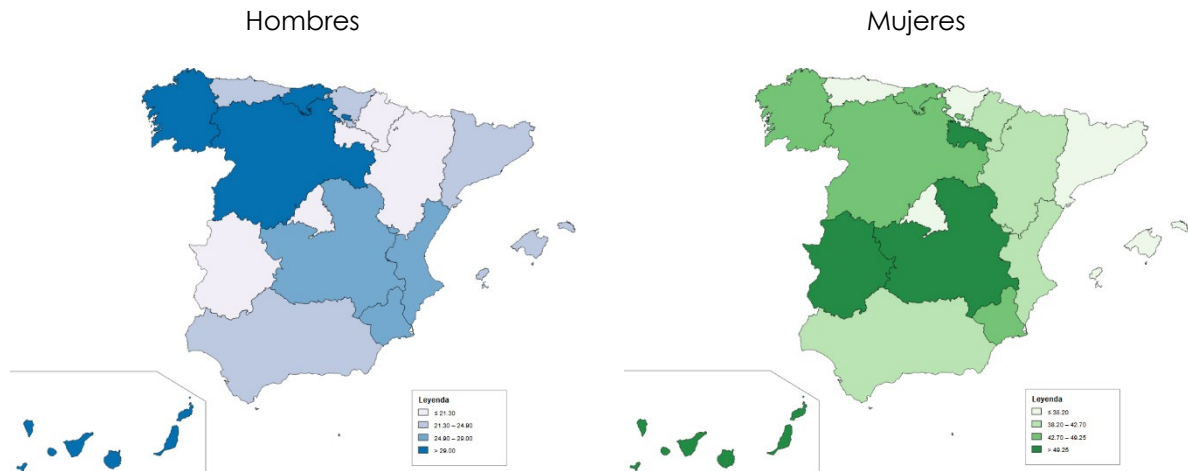 Hombres
Mujeres
Leyenda
≤ 21.30
21.30 – 24.90
24.90 – 29.00
> 29.00
Leyenda
≤ 38.20
38.20 – 42.70
42.70 – 49.25
> 49.25